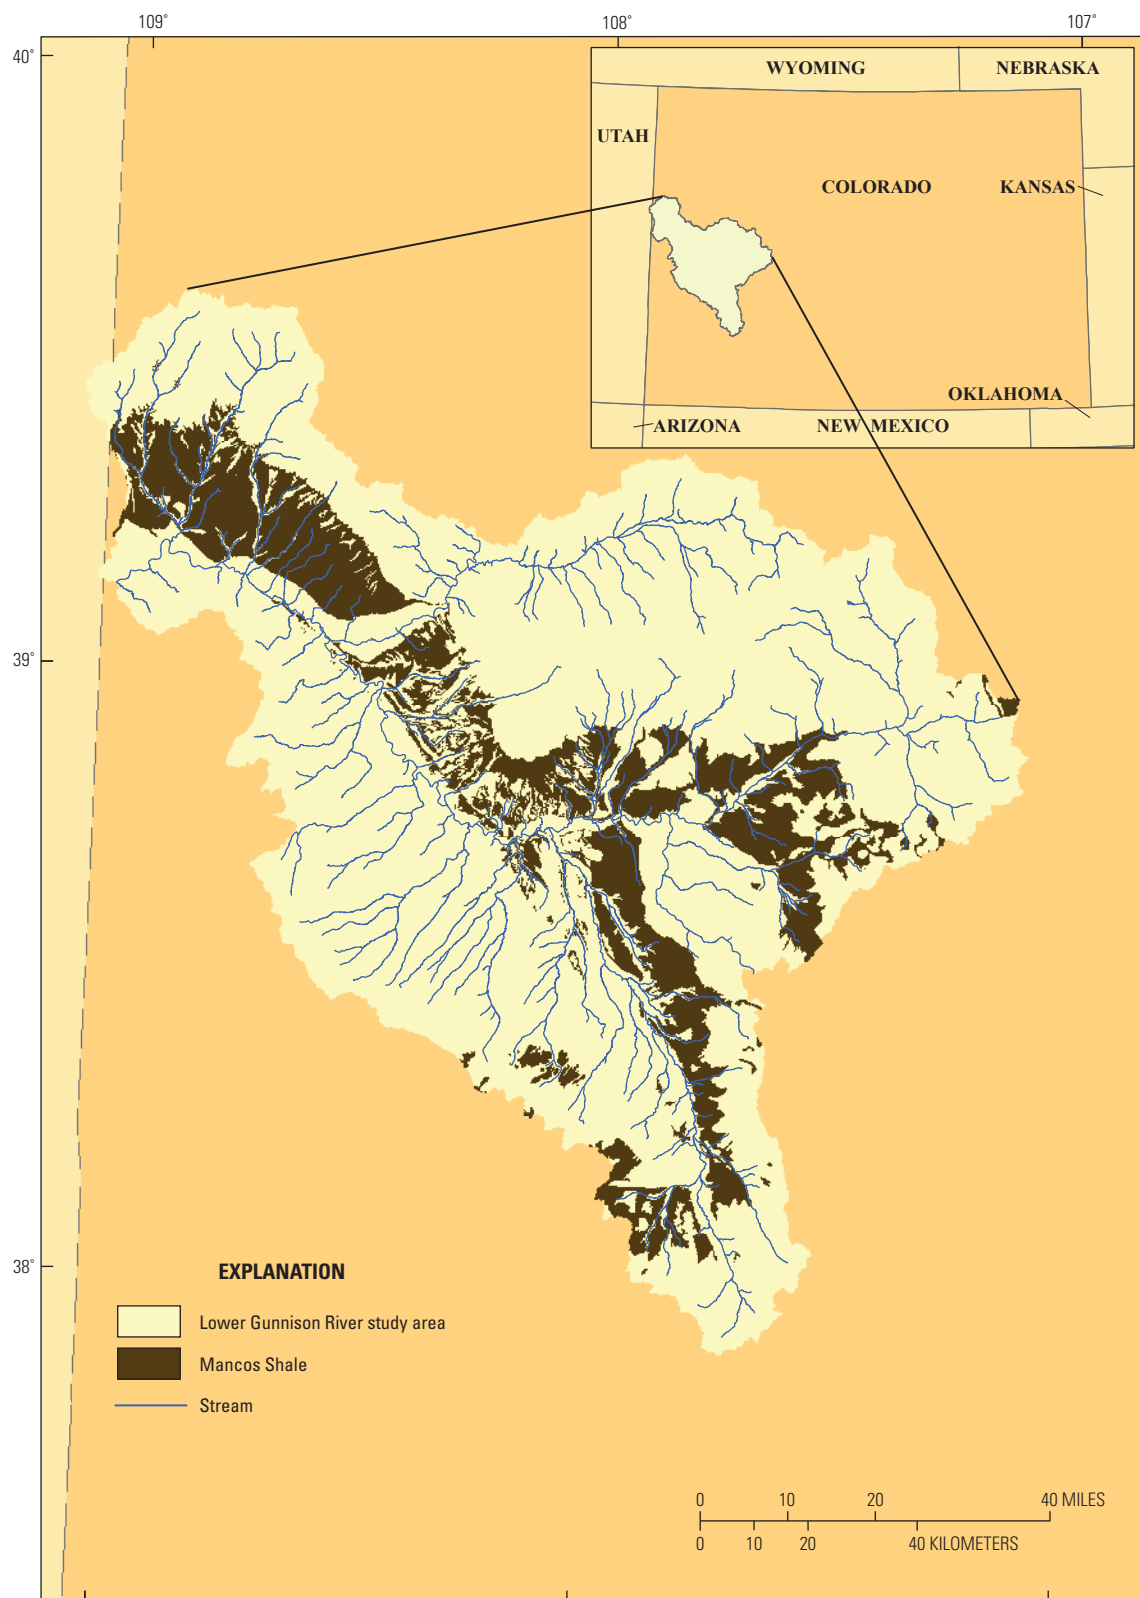 109°
108°
107°
40°
39°
38°
WYOMING
NEBRASKA
UTAH
COLORADO
KANSAS
OKLAHOMA
ARIZONA
NEW MEXICO
EXPLANATION
Lower Gunnison River study area
Mancos Shale
Stream
0 10 20 40 MILES
0 10 20 40 KILOMETERS